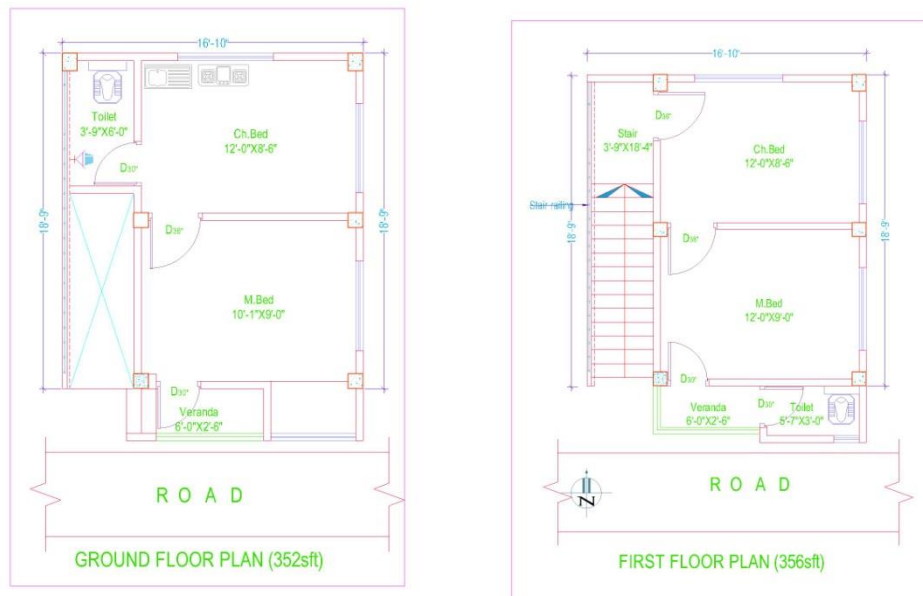 16'-10"
Toilet
3'-9"X6'-0"
D30"
Ch.Bed
12'-0"X8'-6"
18'-9"
18'-9"
D36"
M.Bed
10'-1"X9'-0"
D30"
Veranda
6'-0"X2'-6"
ROAD
GROUND FLOOR PLAN (352sft)
16'-10"
D36"
Stair
3'-9"X18'-4"
Ch.Bed
12'-0"X8'-6"
Stair railing
18'-9"
18'-9"
D36"
M.Bed
12'-0"X9'-0"
D30"
Veranda
6'-0"X2'-6"
D30"
Toilet
5'-7"X3'-0"
N
ROAD
FIRST FLOOR PLAN (356sft)